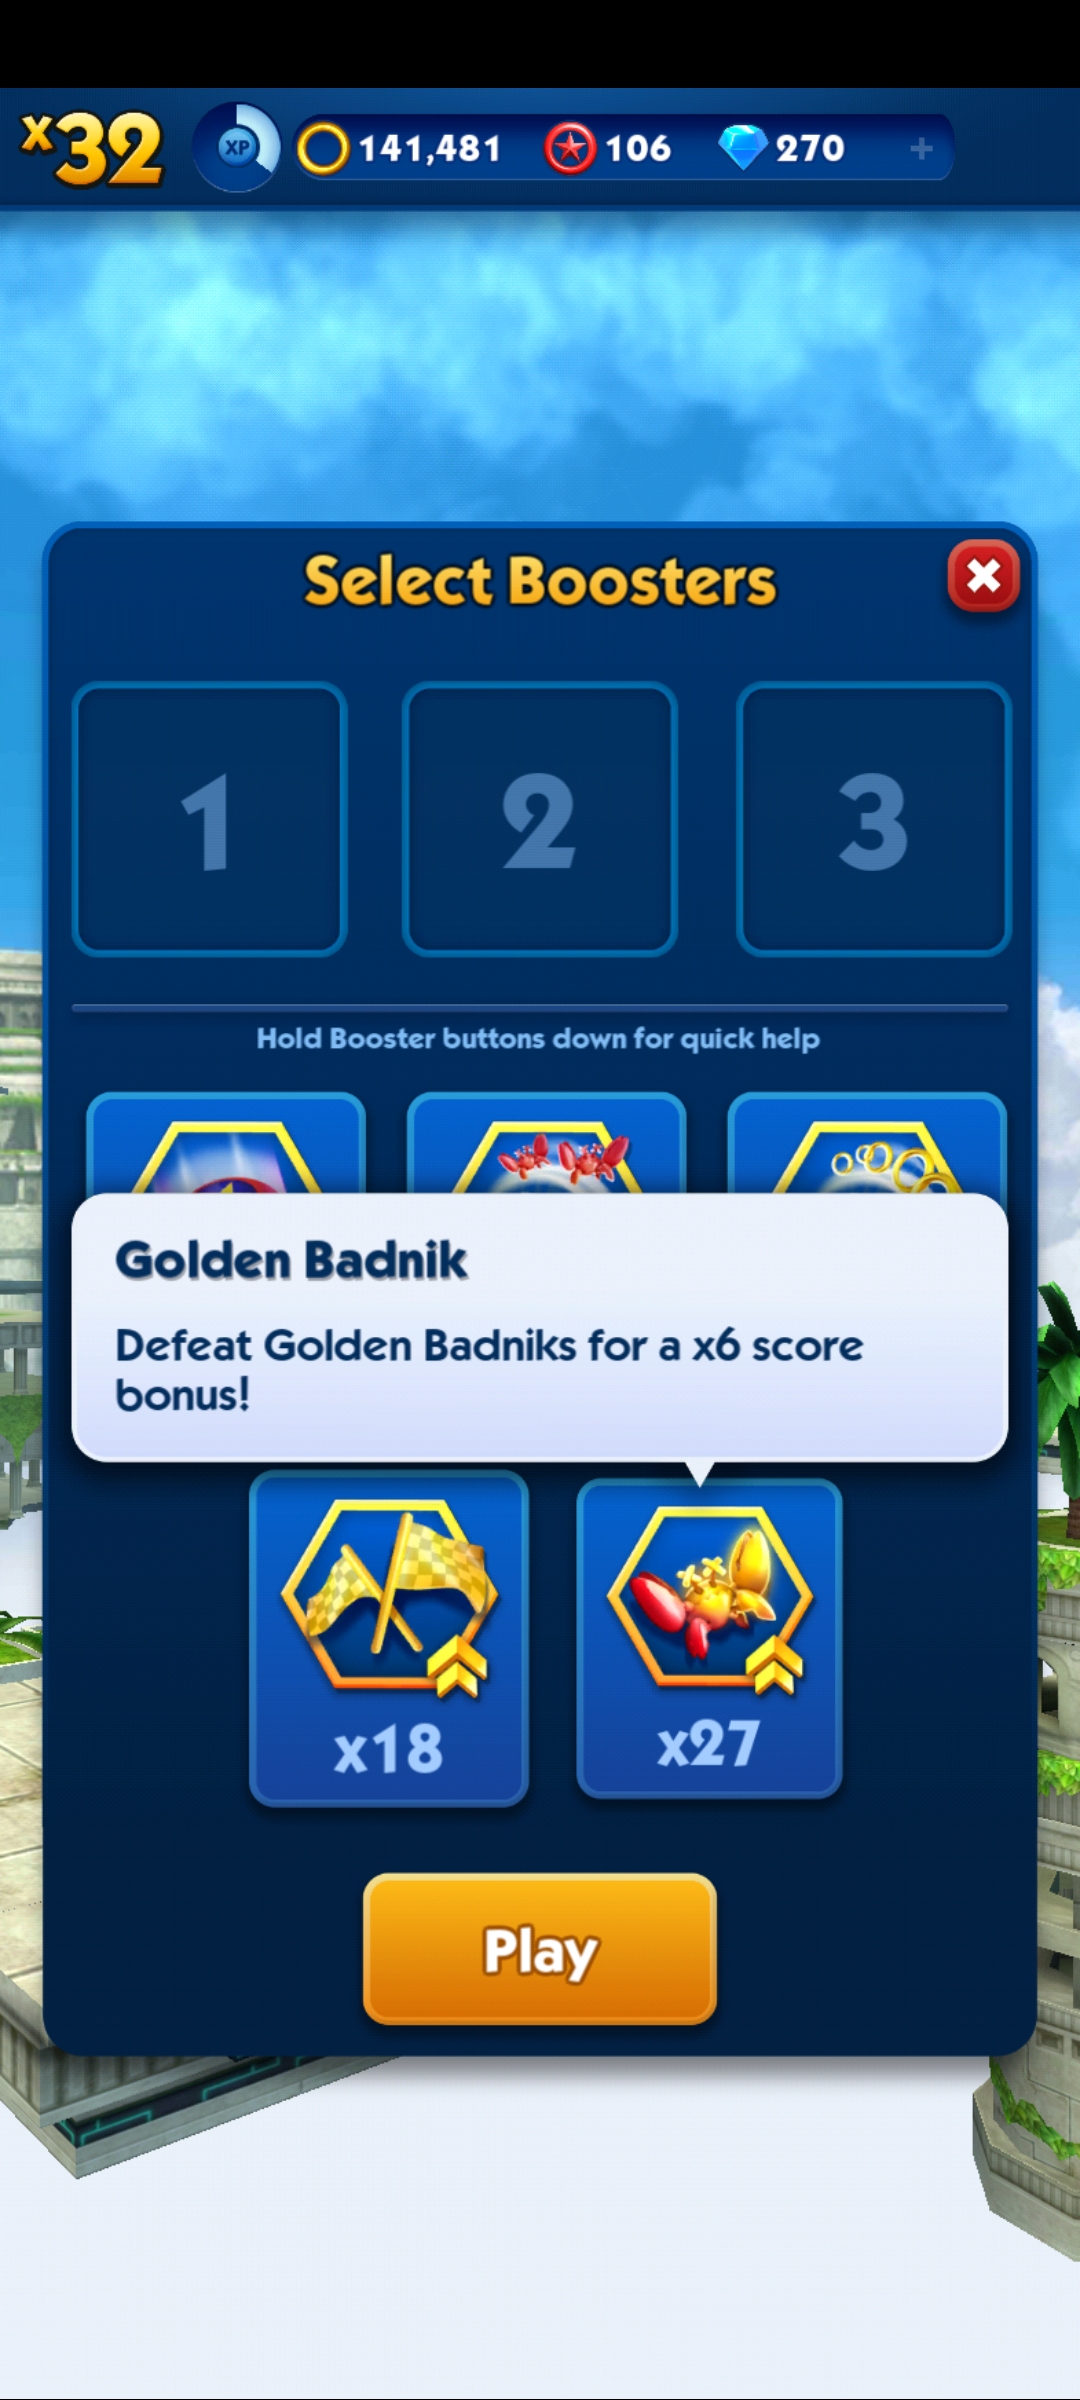 x32
XP
141,481
106
270
+
Select Boosters
1
2
3
Hold Booster buttons down for quick help
Golden Badnik
Defeat Golden Badniks for a x6 score
bonus!
x18
x27
Play